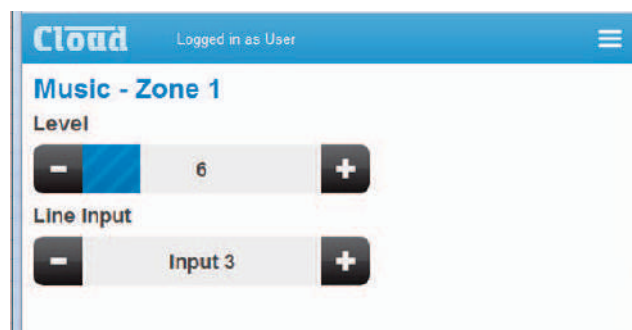 Cloud Logged in as User
Music - Zone 1
Level
- 6 +
Line Input
- Input 3 +